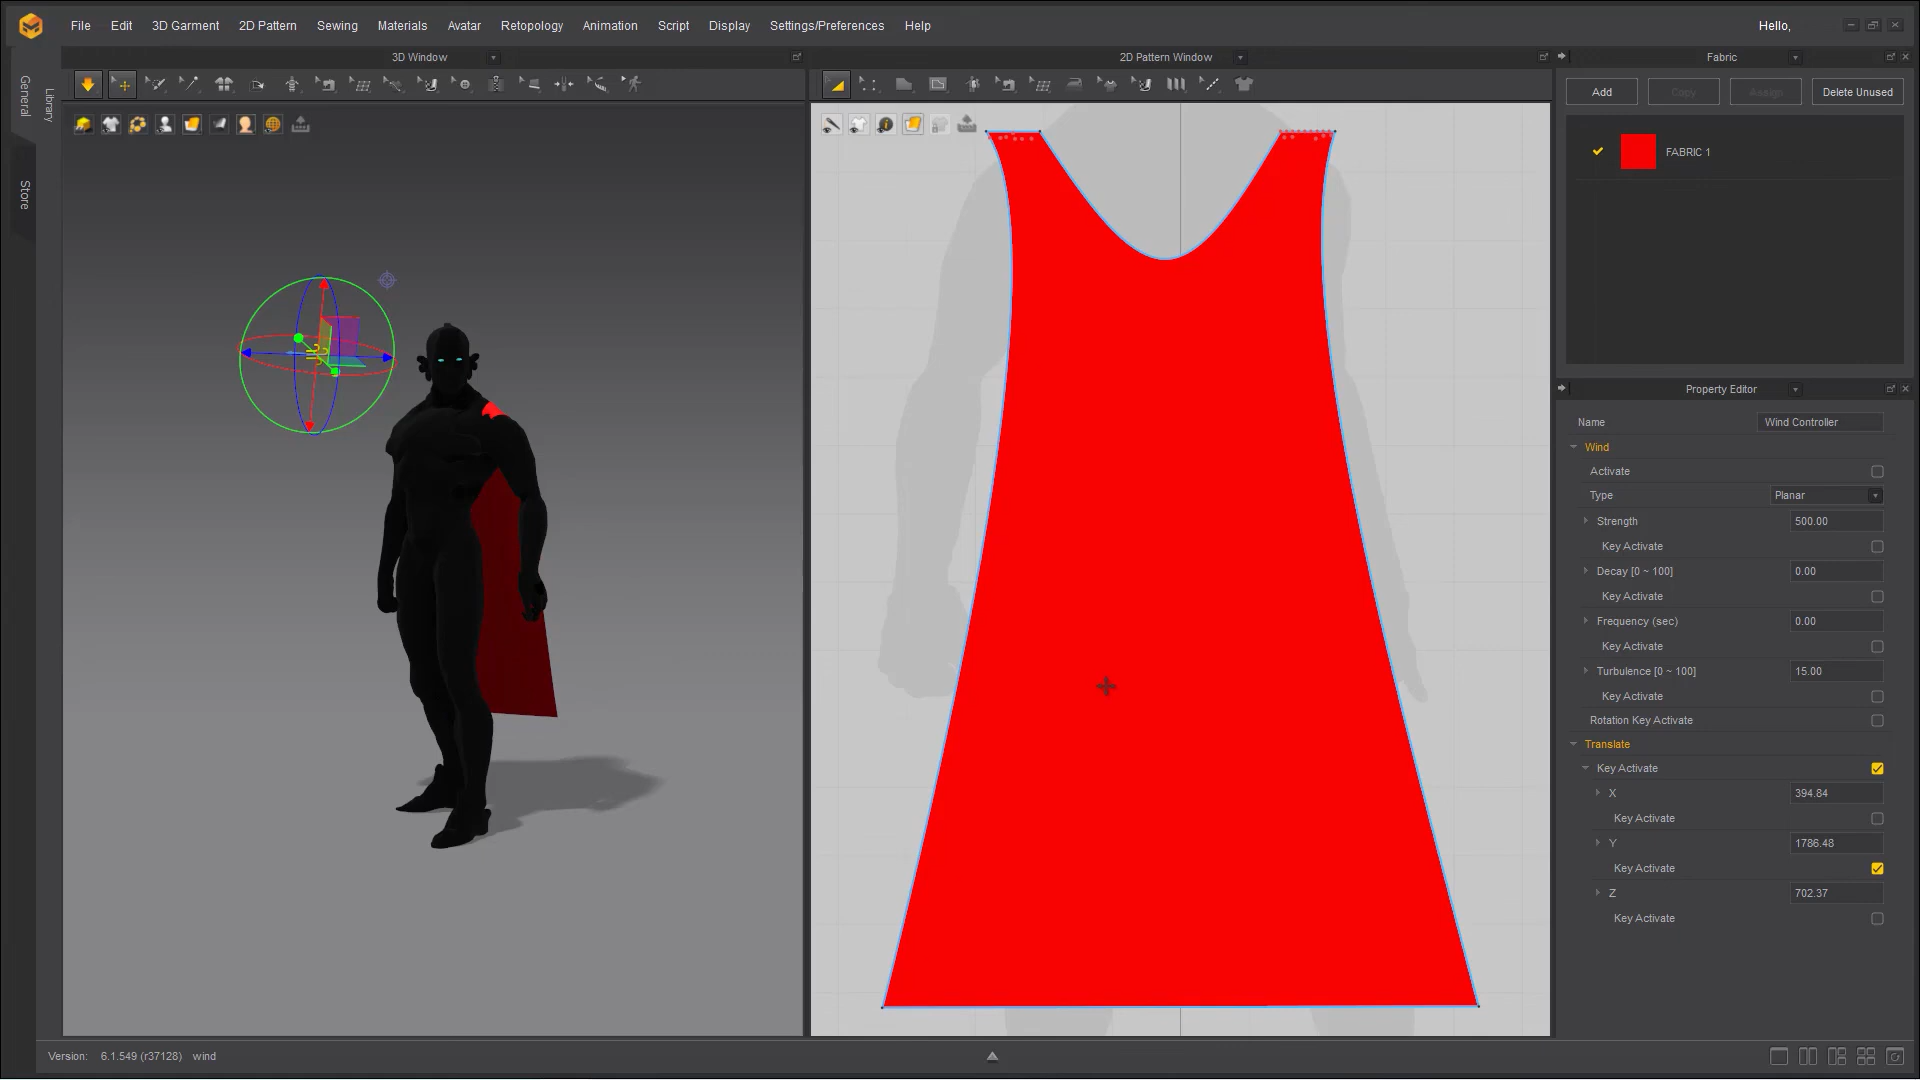 File Edit 3D Garment 2D Pattern Sewing Materials Avatar Retopology Animation Script Display Settings/Preferences Help Hello,
3D Window 2D Pattern Window Fabric
General
Library
Store
Add Copy Assign Delete Unused
FABRIC 1
Property Editor
Name Wind Controller
Wind
Activate
Type Planar
Strength 500.00
Key Activate
Decay [0 ~ 100] 0.00
Key Activate
Frequency (sec) 0.00
Key Activate
Turbulence [0 ~ 100] 15.00
Key Activate
Rotation Key Activate
Translate
Key Activate
X 394.84
Key Activate
Y 1786.48
Key Activate
Z 702.37
Key Activate
Version: 6.1.549 (r37128) wind